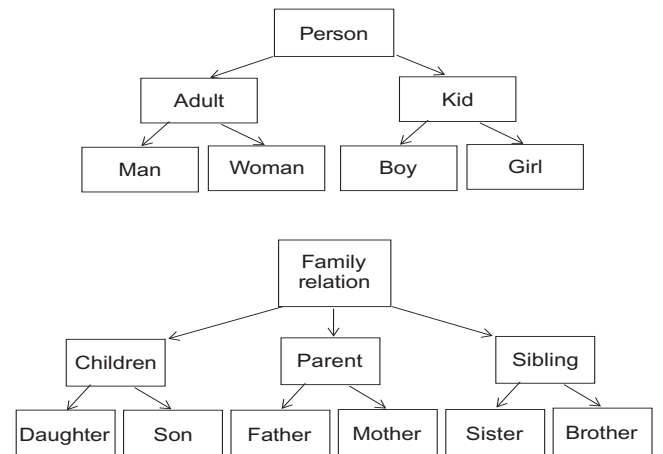 Person
Adult
Kid
Man
Woman
Boy
Girl
Family
relation
Children
Parent
Sibling
Daughter
Son
Father
Mother
Sister
Brother